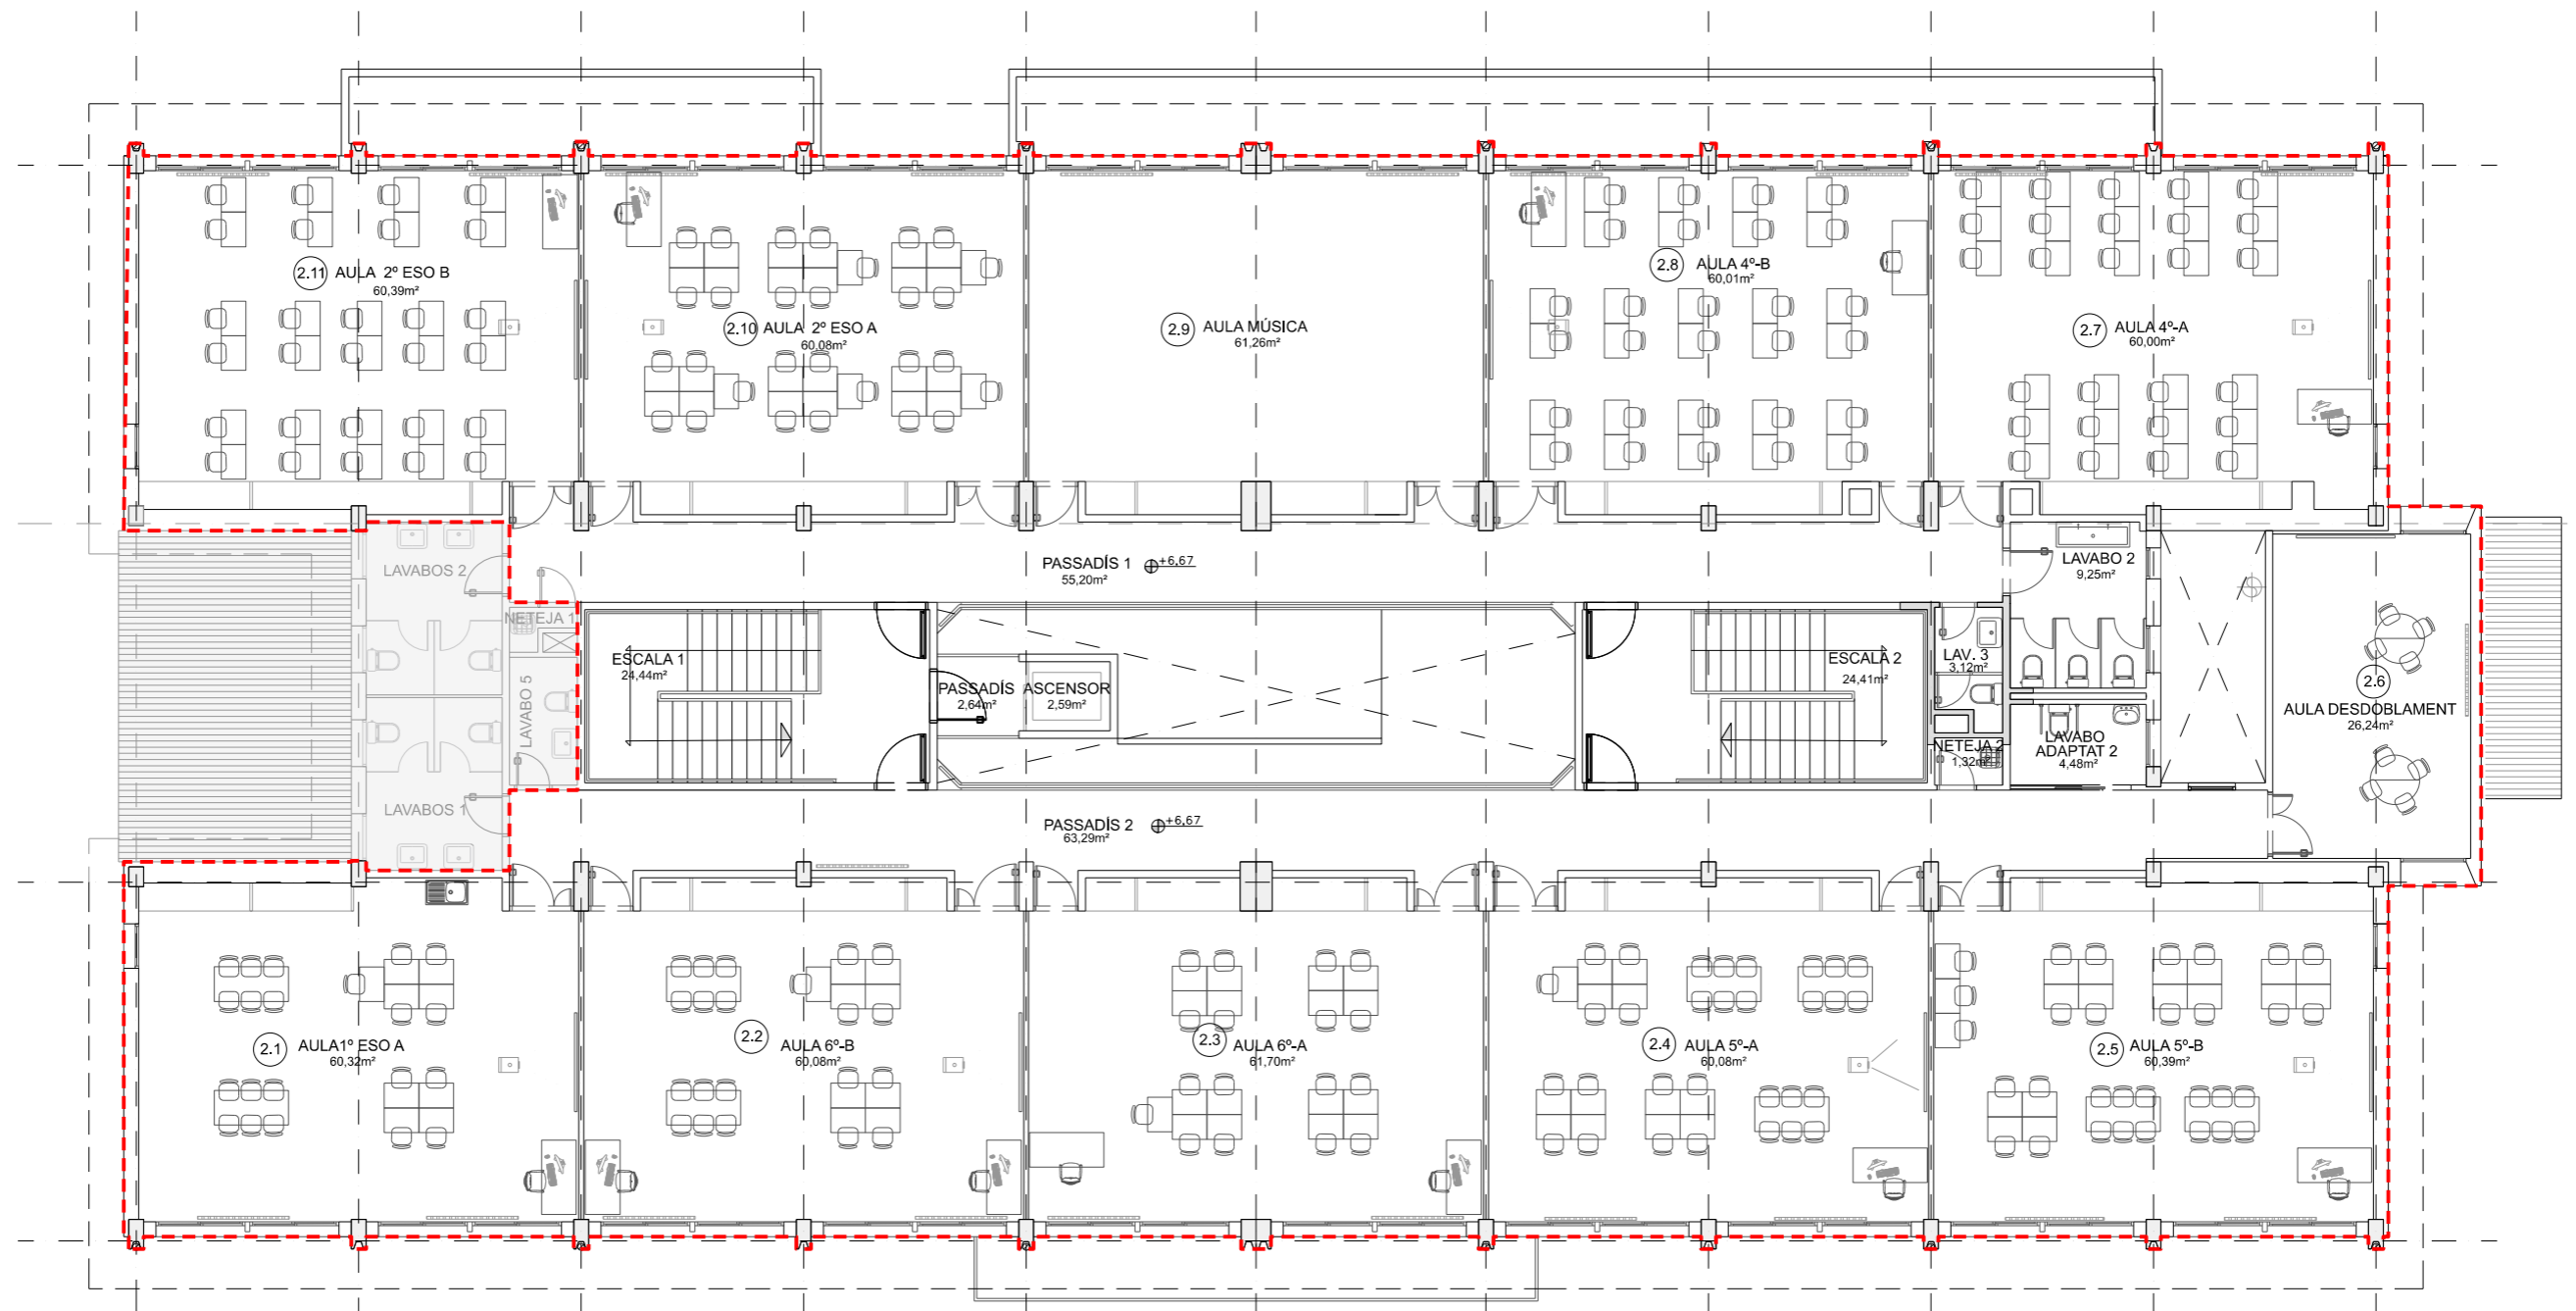 2.11 AULA 2º ESO B
60,39m²
2.10 AULA 2º ESO A
60,08m²
2.9 AULA MÚSICA
61,26m²
2.8 AULA 4º-B
60,01m²
2.7 AULA 4º-A
60,00m²
LAVABOS 2
NETEJA 1
LAVABO 5
LAVABOS 1
PASSADÍS 1 +6,67
55,20m²
ESCALA 1
24,44m²
PASSADÍS
2,64m²
ASCENSOR
2,59m²
ESCALA 2
24,41m²
LAV. 3
3,12m²
NETEJA 2
1,32m²
LAVABO 2
9,25m²
LAVABO
ADAPTAT 2
4,48m²
2.6
AULA DESDOBLAMENT
26,24m²
PASSADÍS 2 +6,67
63,29m²
2.1 AULA1º ESO A
60,32m²
2.2 AULA 6º-B
60,08m²
2.3 AULA 6º-A
61,70m²
2.4 AULA 5º-A
60,08m²
2.5 AULA 5º-B
60,39m²